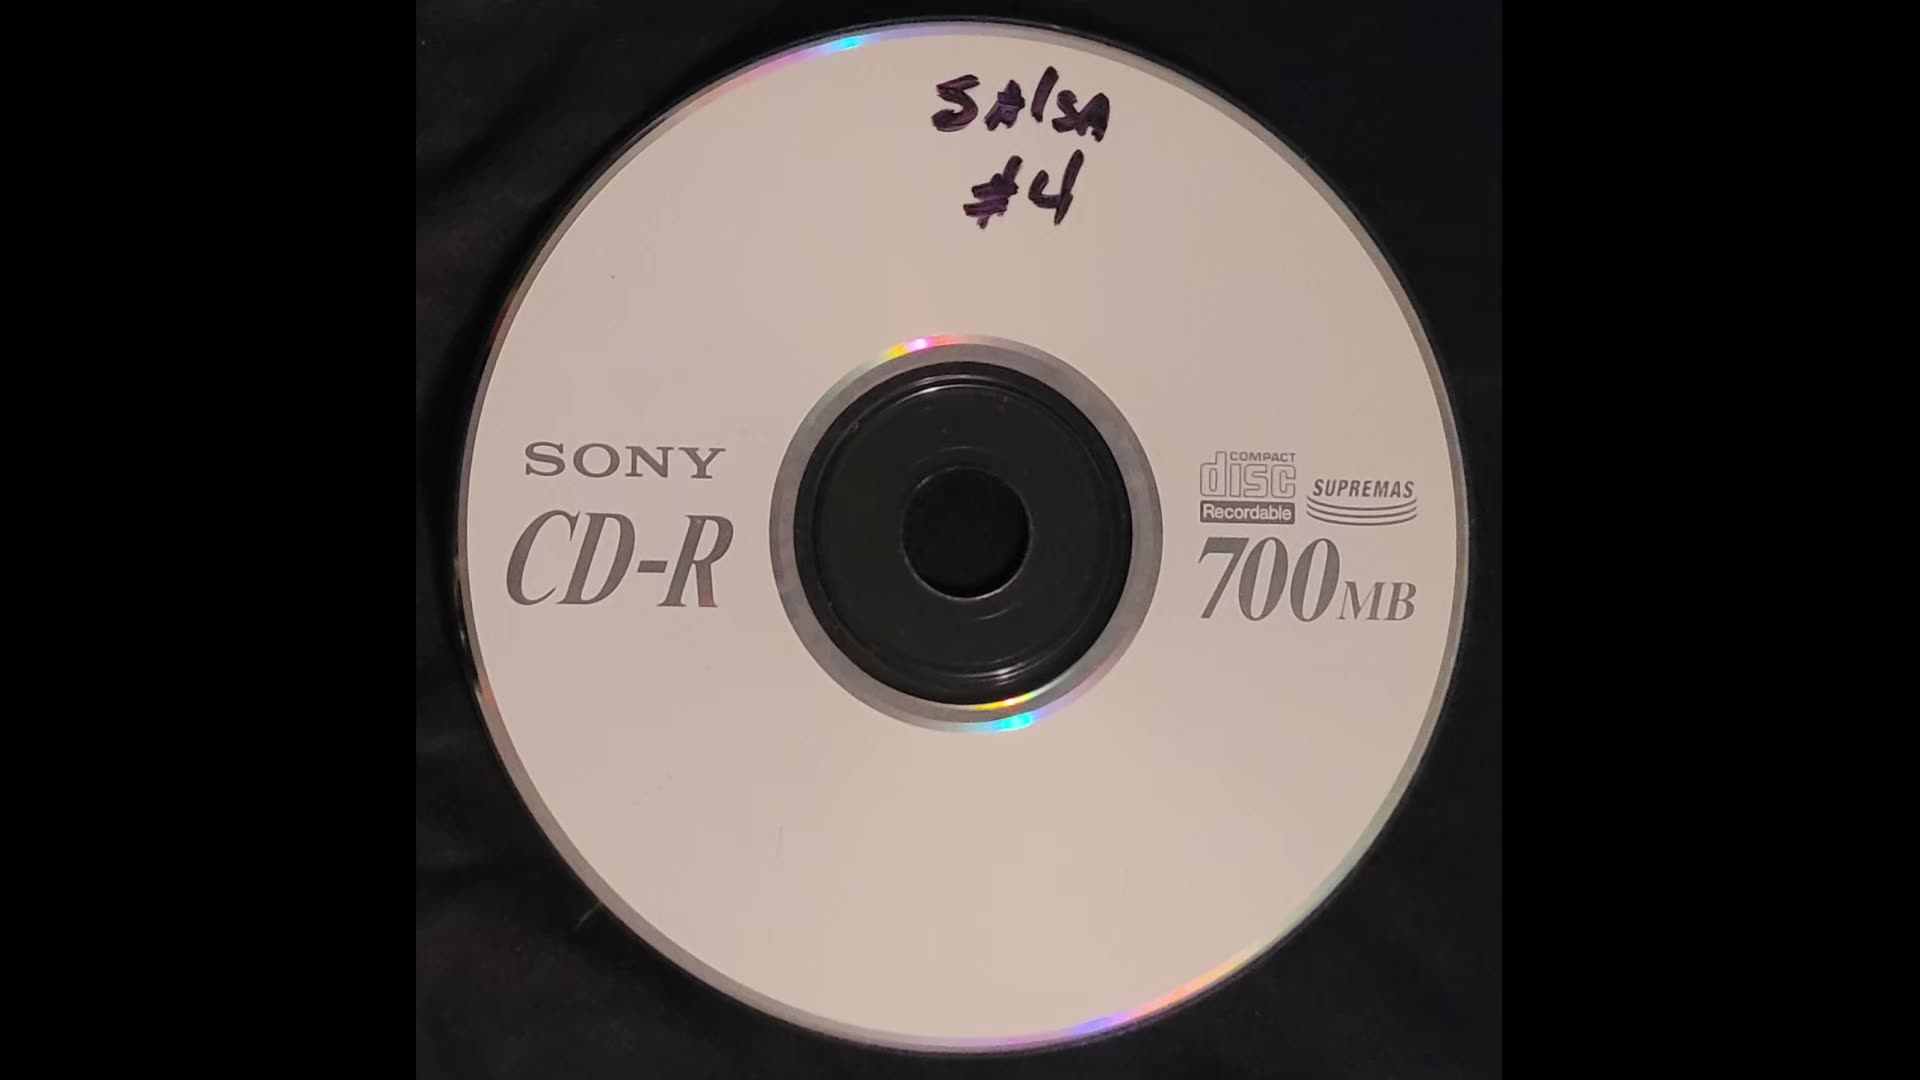 SAlSA
#4
SONY
CD-R
COMPACT
disc
Recordable
SUPREMAS
700MB